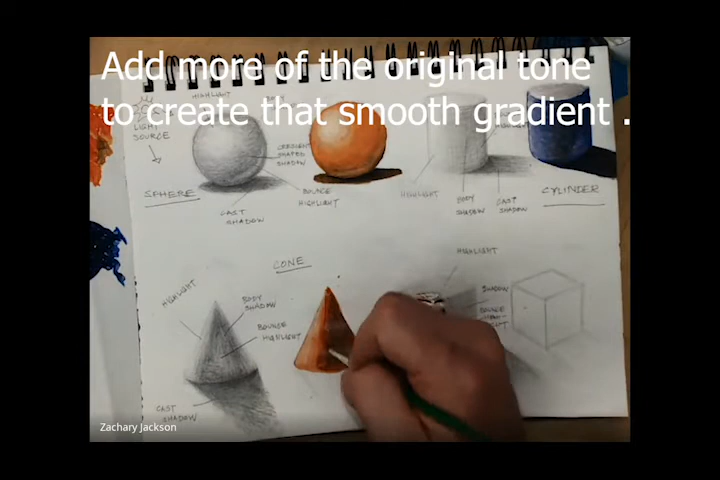 Add more of the original tone
to create that smooth gradient .
HIGHLIGHT
LIGHT
SOURCE
SHADOW
BOUNCE
HIGHLIGHT
SPHERE
CAST
SHADOW
HIGHLIGHT
BODY
SHADOW
CAST
SHADOW
CYLINDER
CONE
HIGHLIGHT
HIGHLIGHT
BODY
SHADOW
BOUNCE
HIGHLIGHT
CAST
SHADOW
SHADOW
BOUNCE
Zachary Jackson